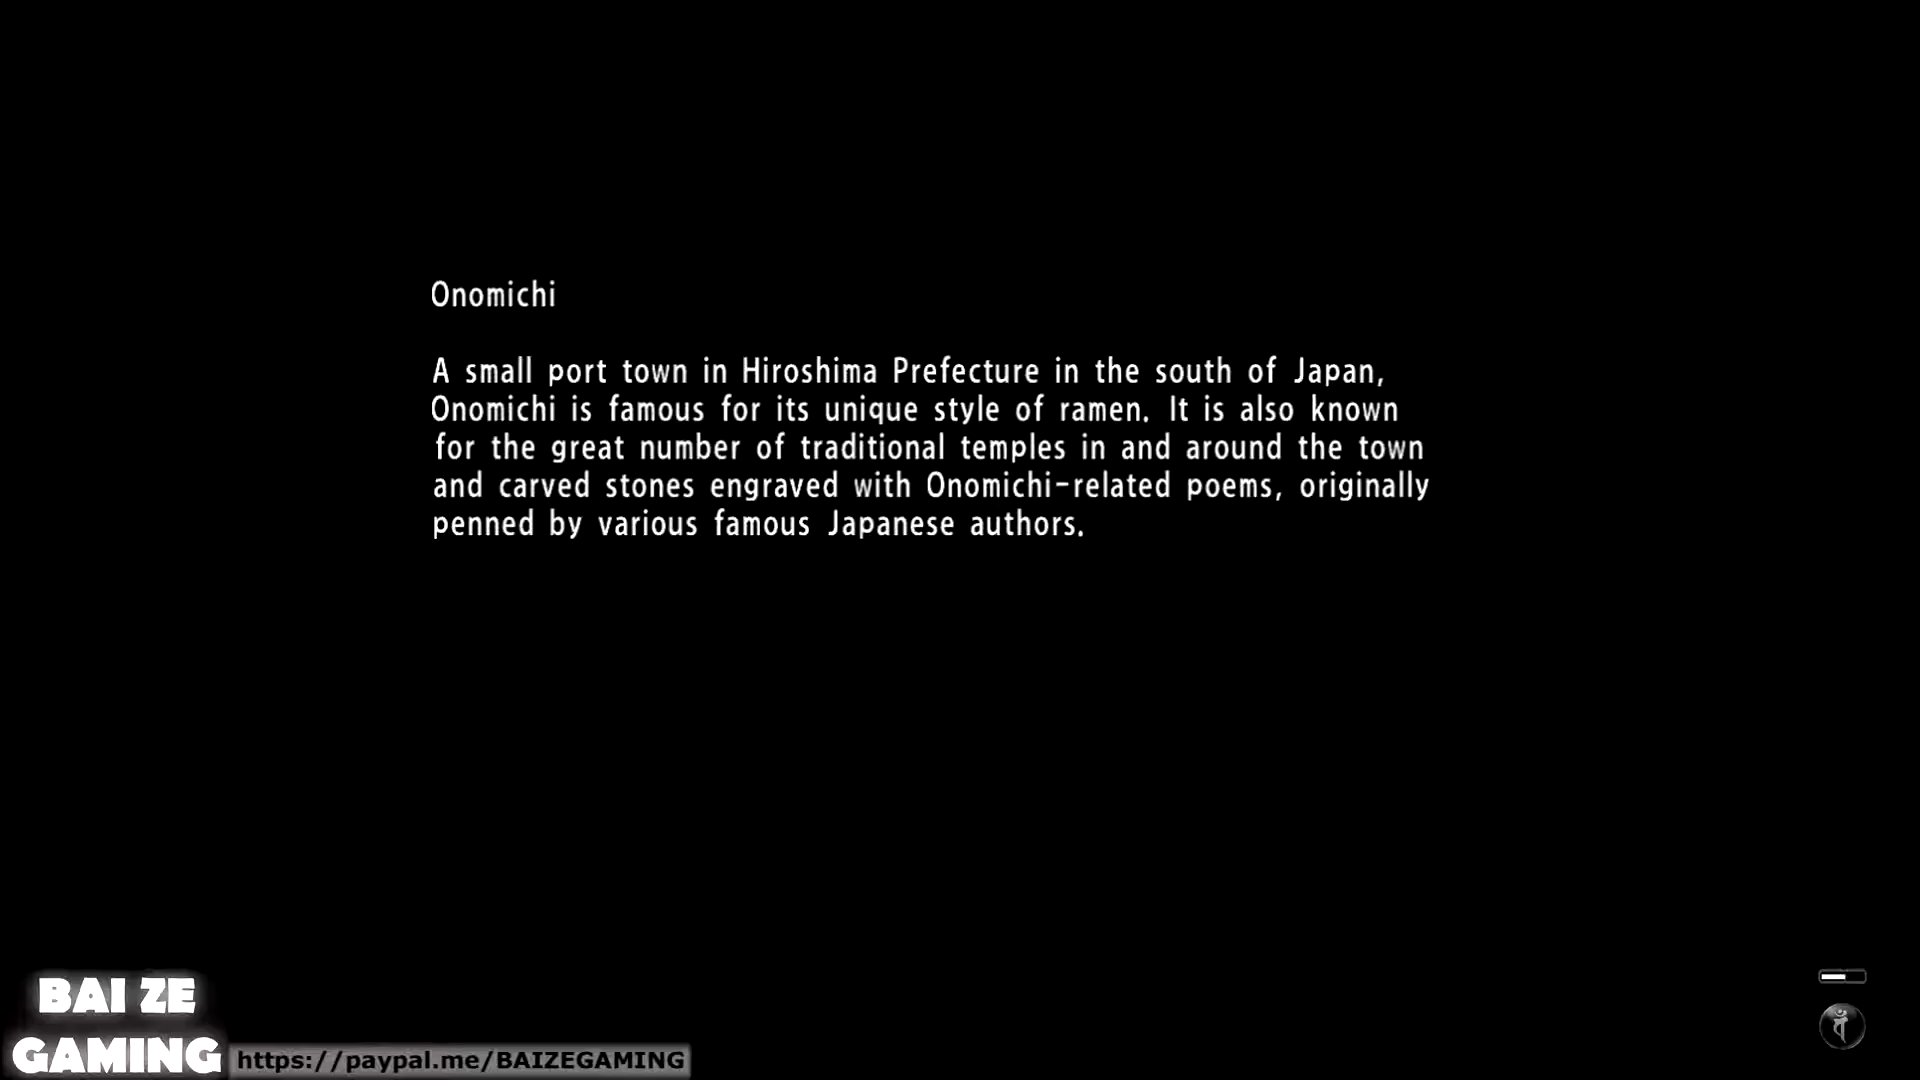 Onomichi
A small port town in Hiroshima Prefecture in the south of Japan,
Onomichi is famous for its unique style of ramen. It is also known
for the great number of traditional temples in and around the town
and carved stones engraved with Onomichi-related poems, originally
penned by various famous Japanese authors.
BAI ZE
GAMING
https://paypal.me/BAIZEGAMING